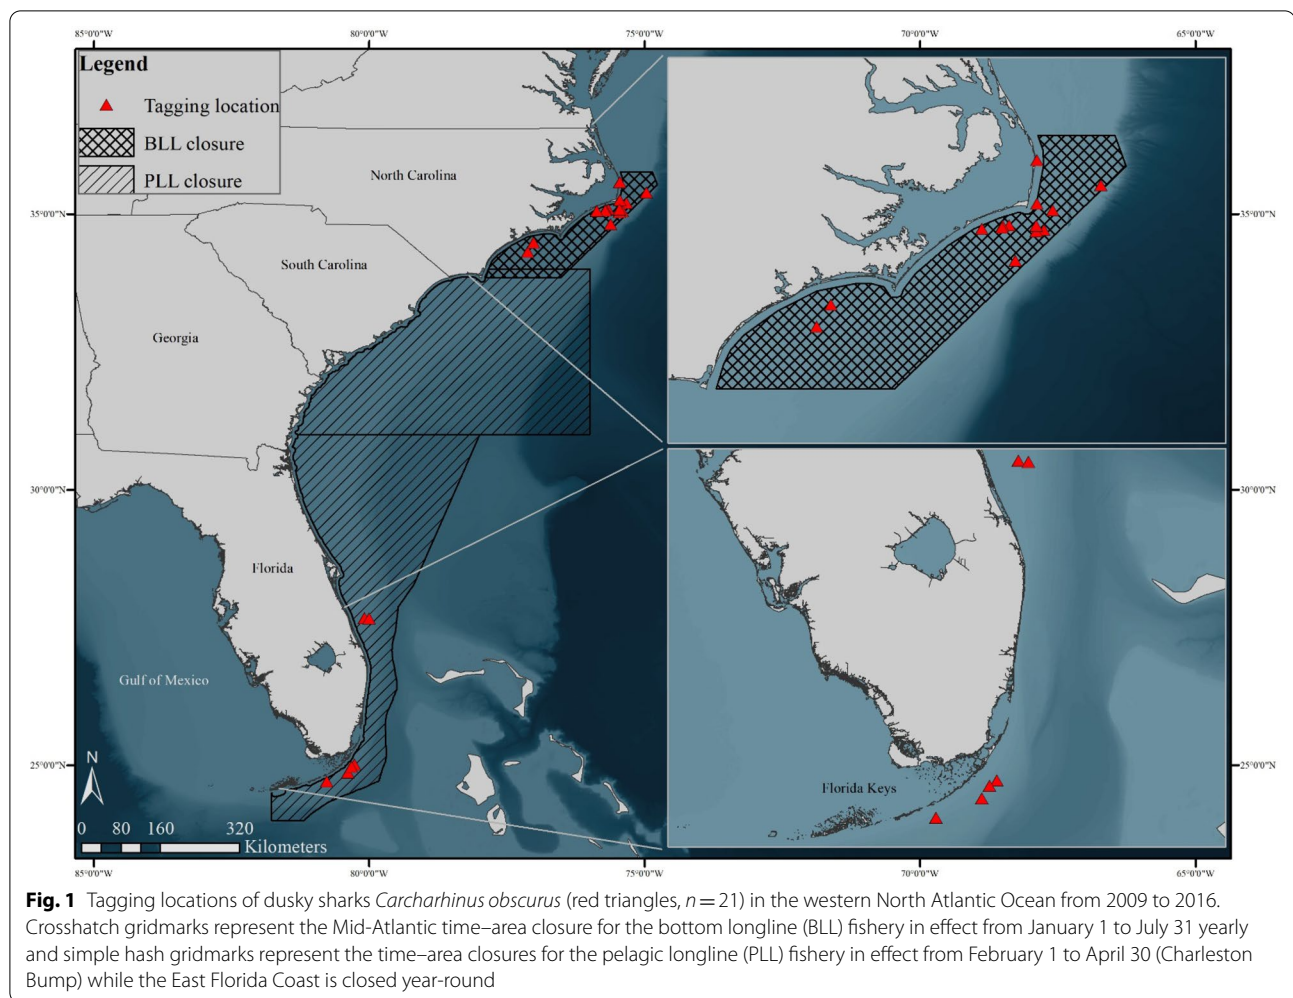 85°0'0"W 80°0'0"W 75°0'0"W 70°0'0"W 65°0'0"W
Legend
Tagging location
BLL closure
PLL closure
North Carolina
35°0'0"N 35°0'0"N
South Carolina
Georgia
30°0'0"N 30°0'0"N
Florida
Gulf of Mexico
25°0'0"N 25°0'0"N
Florida Keys
N
0 80 160 320
Kilometers
85°0'0"W 80°0'0"W 75°0'0"W 70°0'0"W 65°0'0"W
Fig. 1 Tagging locations of dusky sharks Carcharhinus obscurus (red triangles, n = 21) in the western North Atlantic Ocean from 2009 to 2016.
Crosshatch gridmarks represent the Mid-Atlantic time–area closure for the bottom longline (BLL) fishery in effect from January 1 to July 31 yearly
and simple hash gridmarks represent the time–area closures for the pelagic longline (PLL) fishery in effect from February 1 to April 30 (Charleston
Bump) while the East Florida Coast is closed year-round